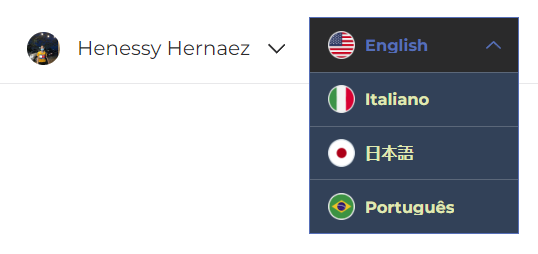 Henessy Hernaez
English
Italiano
日本語
Português